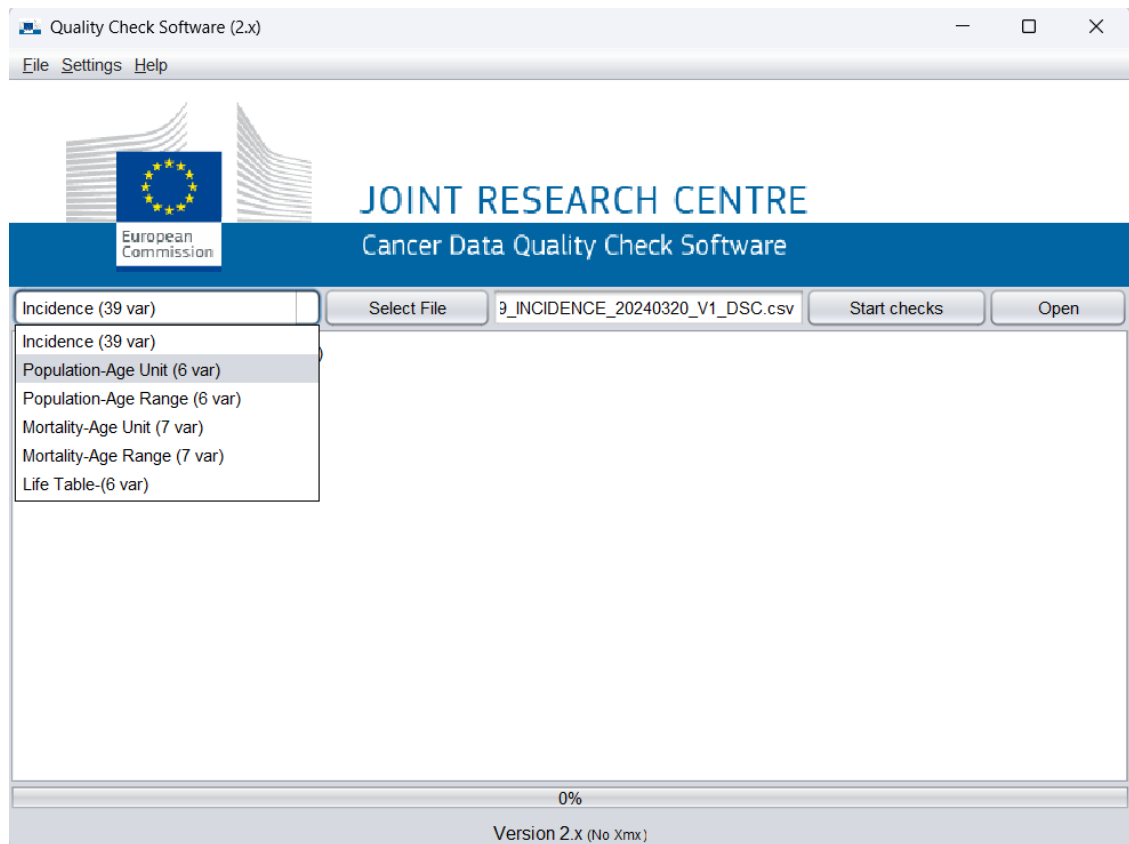 Quality Check Software (2.x)
File Settings Help
JOINT RESEARCH CENTRE
European
Commission
Cancer Data Quality Check Software
Incidence (39 var) Select File 9_INCIDENCE_20240320_V1_DSC.csv Start checks Open
Incidence (39 var)
)
Population-Age Unit (6 var)
Population-Age Range (6 var)
Mortality-Age Unit (7 var)
Mortality-Age Range (7 var)
Life Table-(6 var)
0%
Version 2.x (No Xmx)